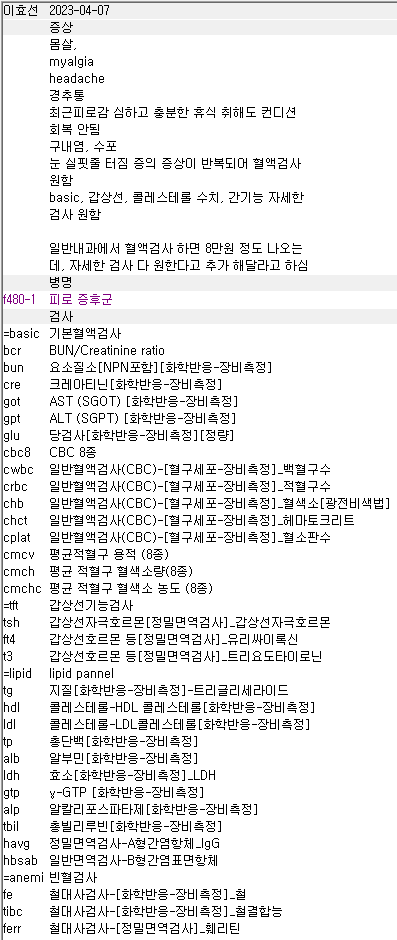 이효선 2023-04-07
증상
몸살,
myalgia
headache
경추통
최근피로감 심하고 충분한 휴식 취해도 컨디션
회복 안됨
구내염, 수포
눈 실핏줄 터짐 증의 증상이 반복되어 혈액검사
원함
basic, 갑상선, 콜레스테롤 수치, 간기능 자세한
검사 원함
일반내과에서 혈액검사 하면 8만원 정도 나오는
데, 자세한 검사 다 원한다고 추가 해달라고 하심
병명
f480-1 피로 증후군
검사
=basic 기본혈액검사
bcr BUN/Creatinine ratio
bun 요소질소[NPN포함][화학반응-장비측정]
cre 크레아티닌[화학반응-장비측정]
got AST (SGOT) [화학반응-장비측정]
gpt ALT (SGPT) [화학반응-장비측정]
glu 당검사[화학반응-장비측정][정량]
cbc8 CBC 8종
cwbc 일반혈액검사(CBC)-[혈구세포-장비측정]_백혈구수
crbc 일반혈액검사(CBC)-[혈구세포-장비측정]_적혈구수
chb 일반혈액검사(CBC)-[혈구세포-장비측정]_혈색소[광전비색법]
chct 일반혈액검사(CBC)-[혈구세포-장비측정]_헤마토크리트
cplat 일반혈액검사(CBC)-[혈구세포-장비측정]_혈소판수
cmcv 평균적혈구 용적 (8종)
cmch 평균 적혈구 혈색소량(8종)
cmchc 평균 적혈구 혈색소 농도 (8종)
=tft 갑상선기능검사
tsh 갑상선자극호르몬[정밀면역검사]_갑상선자극호르몬
ft4 갑상선호르몬 등[정밀면역검사]_유리싸이록신
t3 갑상선호르몬 등[정밀면역검사]_트리요도타이로닌
=lipid lipid pannel
tg 지질[화학반응-장비측정]-트리글리세라이드
hdl 콜레스테롤-HDL 콜레스테롤[화학반응-장비측정]
ldl 콜레스테롤-LDL콜레스테롤[화학반응-장비측정]
tp 총단백[화학반응-장비측정]
alb 알부민[화학반응-장비측정]
ldh 효소[화학반응-장비측정]_LDH
gtp γ-GTP [화학반응-장비측정]
alp 알칼리포스파타제[화학반응-장비측정]
tbil 총빌리루빈[화학반응-장비측정]
havg 정밀면역검사-A형간염항체_IgG
hbsab 일반면역검사-B형간염표면항체
=anemi 빈혈검사
fe 철대사검사-[화학반응-장비측정]_철
tibc 철대사검사-[화학반응-장비측정]_철결합능
ferr 철대사검사-[정밀면역검사]_훼리틴